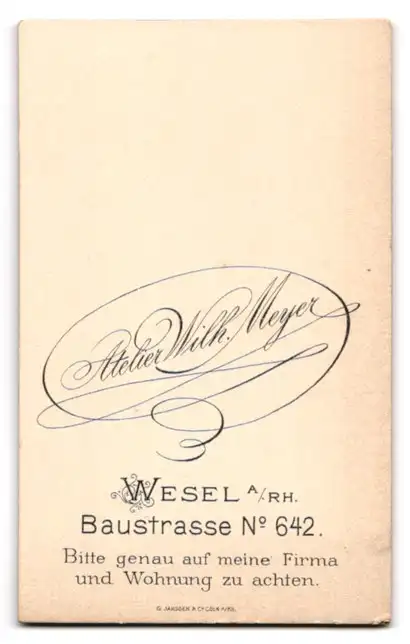 Atelier Wilh. Meyer
WESEL A/RH.
Baustrasse Nº 642.
Bitte genau auf meine Firma
und Wohnung zu achten.